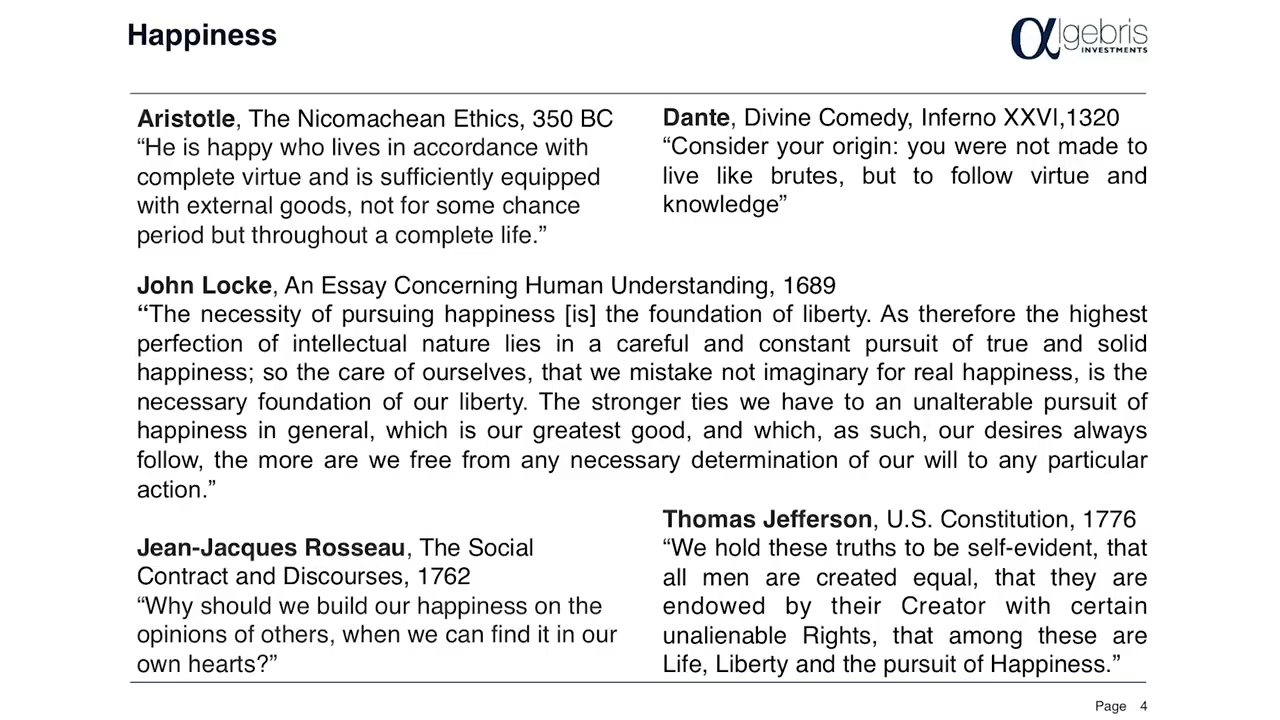 Happiness
αlgebris
INVESTMENTS
Aristotle, The Nicomachean Ethics, 350 BC
“He is happy who lives in accordance with
complete virtue and is sufficiently equipped
with external goods, not for some chance
period but throughout a complete life.”
Dante, Divine Comedy, Inferno XXVI,1320
“Consider your origin: you were not made to
live like brutes, but to follow virtue and
knowledge”
John Locke, An Essay Concerning Human Understanding, 1689
“The necessity of pursuing happiness [is] the foundation of liberty. As therefore the highest
perfection of intellectual nature lies in a careful and constant pursuit of true and solid
happiness; so the care of ourselves, that we mistake not imaginary for real happiness, is the
necessary foundation of our liberty. The stronger ties we have to an unalterable pursuit of
happiness in general, which is our greatest good, and which, as such, our desires always
follow, the more are we free from any necessary determination of our will to any particular
action.”
Jean-Jacques Rosseau, The Social
Contract and Discourses, 1762
“Why should we build our happiness on the
opinions of others, when we can find it in our
own hearts?”
Thomas Jefferson, U.S. Constitution, 1776
“We hold these truths to be self-evident, that
all men are created equal, that they are
endowed by their Creator with certain
unalienable Rights, that among these are
Life, Liberty and the pursuit of Happiness.”
Page 4